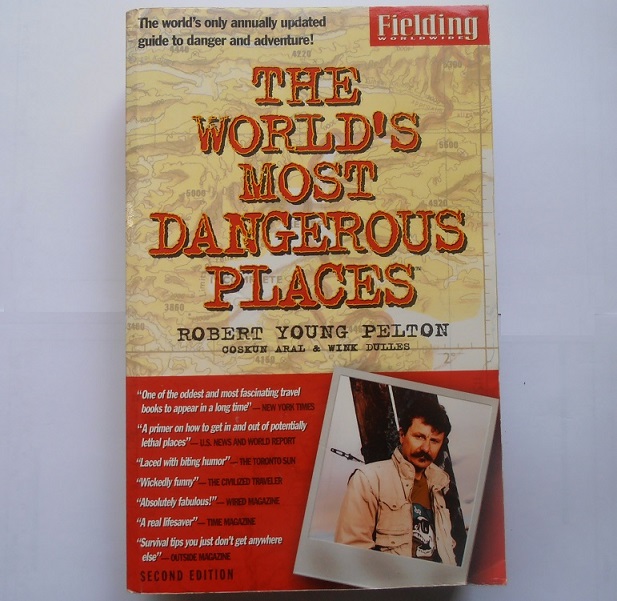 The world's only annually updated
guide to danger and adventure!
Fielding
WORLDWIDE
THE
WORLD'S
MOST
DANGEROUS
PLACES™
ROBERT YOUNG PELTON
COSKUN ARAL & WINK DULLES
"One of the oddest and most fascinating travel
books to appear in a long time" — NEW YORK TIMES
"A primer on how to get in and out of potentially
lethal places" — U.S. NEWS AND WORLD REPORT
"Laced with biting humor" — THE TORONTO SUN
"Wickedly funny" — THE CIVILIZED TRAVELER
"Absolutely fabulous!" — WIRED MAGAZINE
"A real lifesaver" — TIME MAGAZINE
"Survival tips you just don't get anywhere
else" — OUTSIDE MAGAZINE
SECOND EDITION